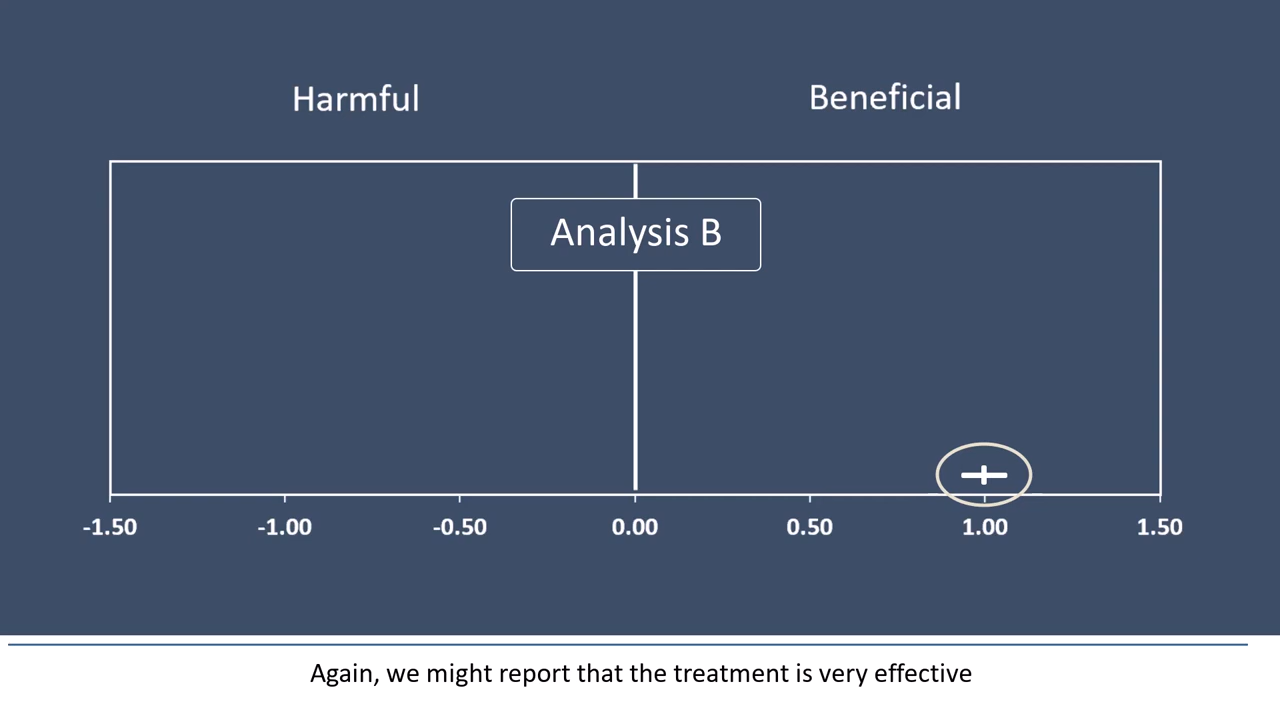 Harmful
Beneficial
Analysis B
-1.50 -1.00 -0.50 0.00 0.50 1.00 1.50
Again, we might report that the treatment is very effective